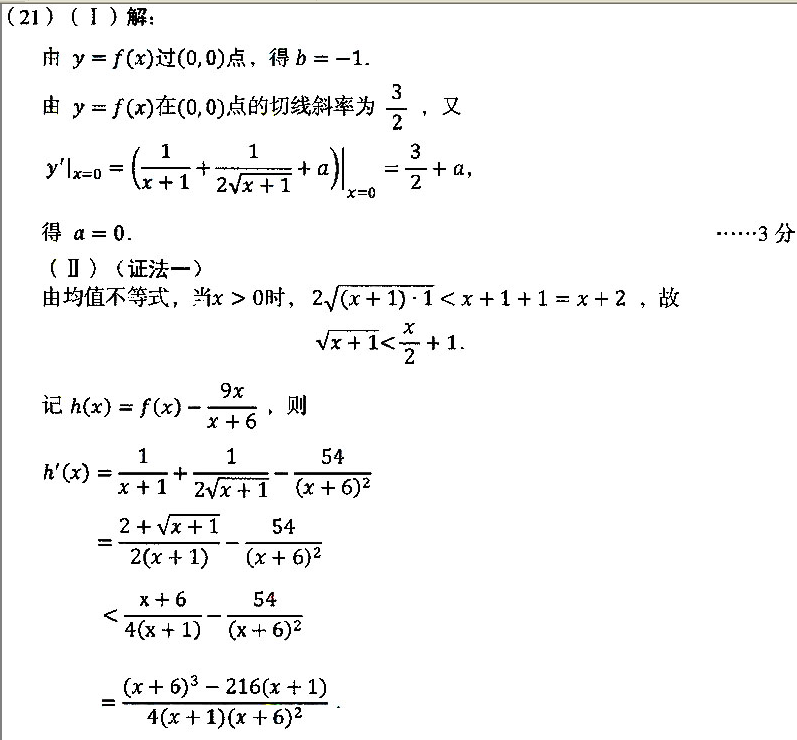 (21)(Ⅰ)解:
由 y = f(x)过(0,0)点，得 b = −1.
由 y = f(x)在(0,0)点的切线斜率为 3/2 ，又
y′|ₓ₌₀ = (1/(x + 1) + 1/(2√(x + 1)) + a)|ₓ₌₀ = 3/2 + a,
得 a = 0. ……3 分
(Ⅱ)(证法一)
由均值不等式，当x > 0时， 2√((x + 1) · 1) < x + 1 + 1 = x + 2 ，故
√(x + 1) < x/2 + 1.
记 h(x) = f(x) − 9x/(x + 6) ，则
h′(x) = 1/(x + 1) + 1/(2√(x + 1)) − 54/(x + 6)²
= (2 + √(x + 1))/(2(x + 1)) − 54/(x + 6)²
< (x + 6)/(4(x + 1)) − 54/(x + 6)²
= ((x + 6)³ − 216(x + 1))/(4(x + 1)(x + 6)²) .